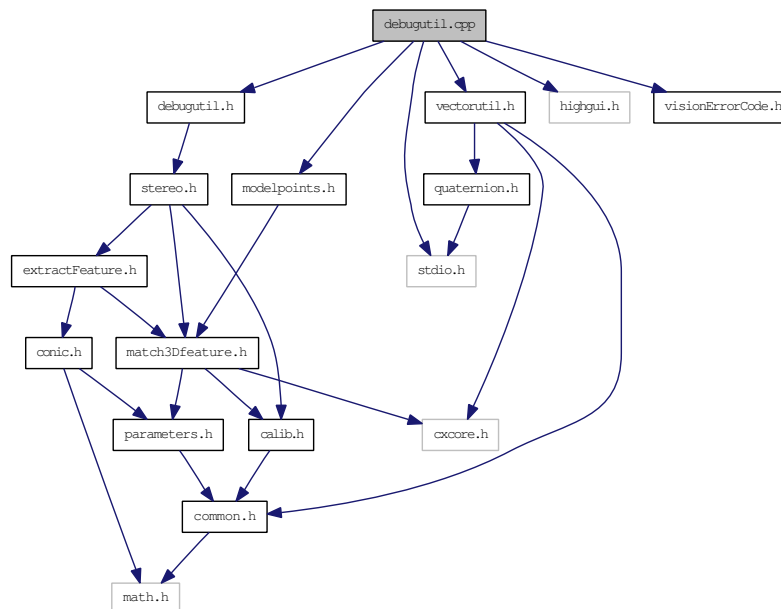 debugutil.cpp
debugutil.h
vectorutil.h
highgui.h
visionErrorCode.h
stereo.h
modelpoints.h
quaternion.h
extractFeature.h
stdio.h
conic.h
match3Dfeature.h
parameters.h
calib.h
cxcore.h
common.h
math.h